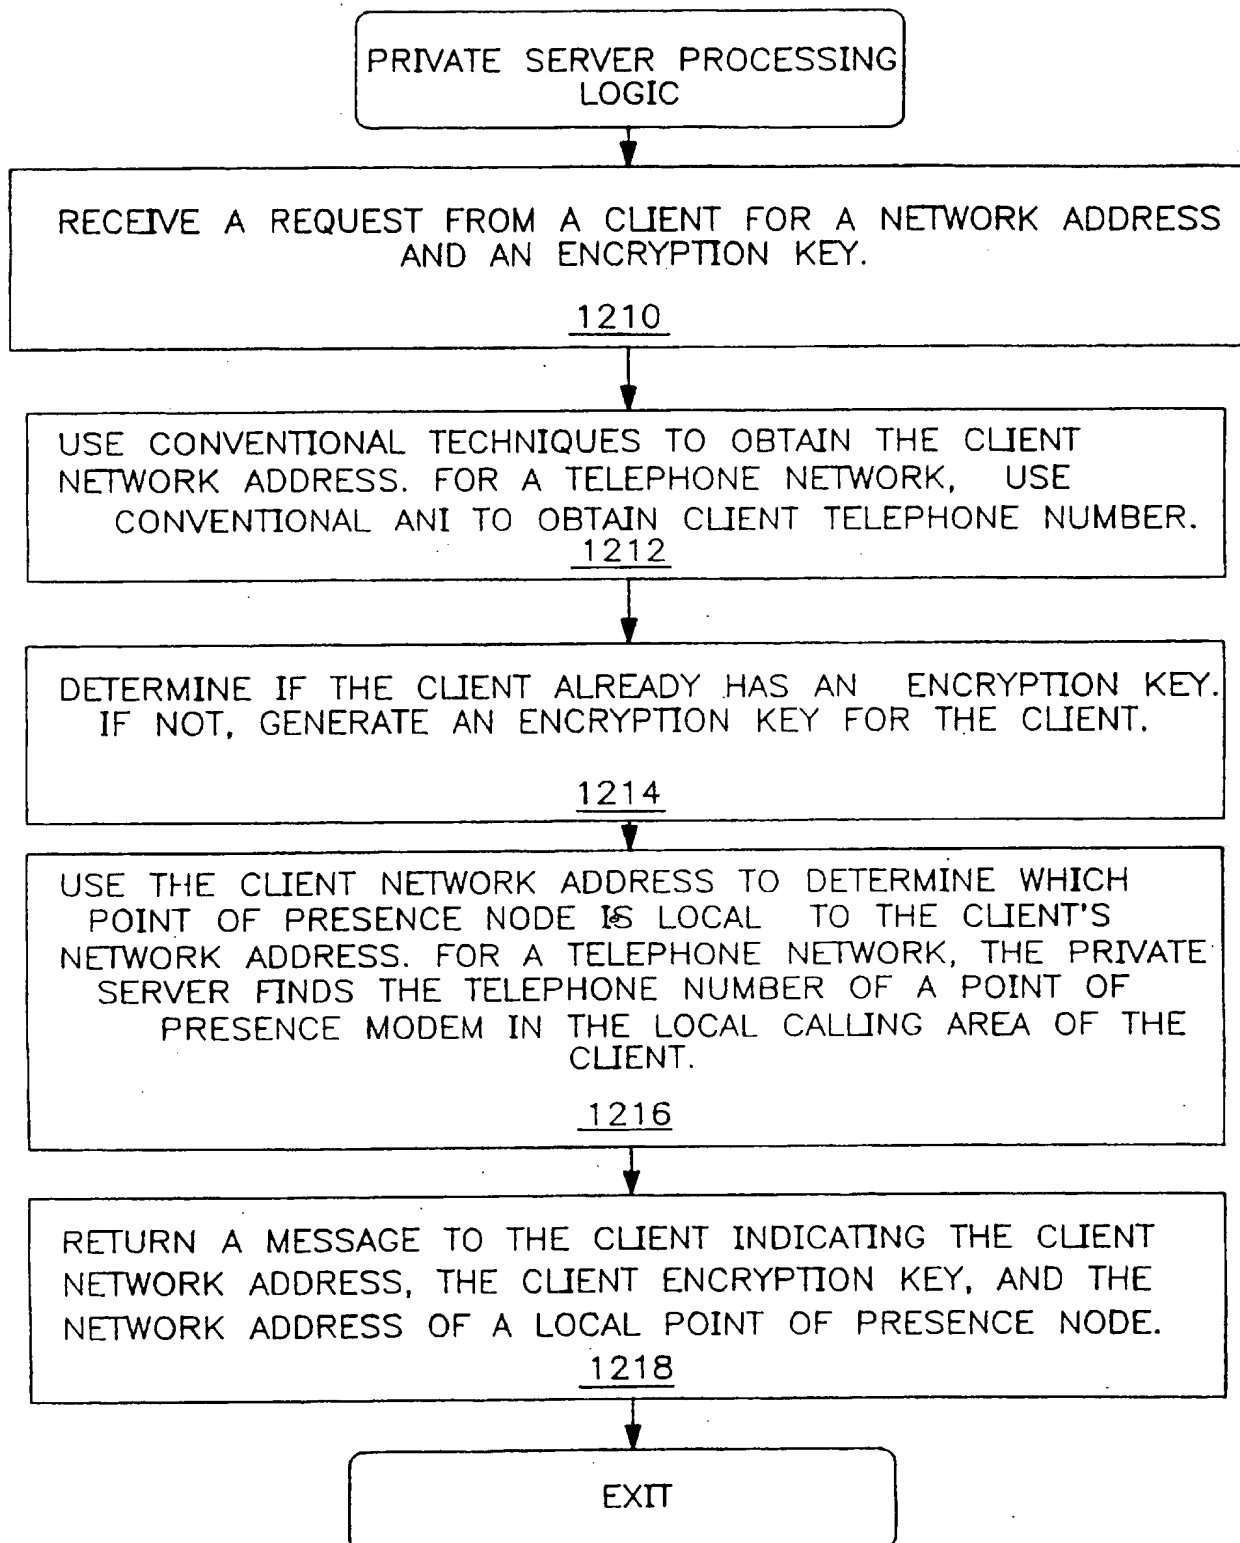 PRIVATE SERVER PROCESSING
LOGIC
RECEIVE A REQUEST FROM A CLIENT FOR A NETWORK ADDRESS
AND AN ENCRYPTION KEY.
1210
USE CONVENTIONAL TECHNIQUES TO OBTAIN THE CLIENT
NETWORK ADDRESS. FOR A TELEPHONE NETWORK, USE
CONVENTIONAL ANI TO OBTAIN CLIENT TELEPHONE NUMBER.
1212
DETERMINE IF THE CLIENT ALREADY HAS AN ENCRYPTION KEY.
IF NOT, GENERATE AN ENCRYPTION KEY FOR THE CLIENT.
1214
USE THE CLIENT NETWORK ADDRESS TO DETERMINE WHICH
POINT OF PRESENCE NODE IS LOCAL TO THE CLIENT'S
NETWORK ADDRESS. FOR A TELEPHONE NETWORK, THE PRIVATE
SERVER FINDS THE TELEPHONE NUMBER OF A POINT OF
PRESENCE MODEM IN THE LOCAL CALLING AREA OF THE
CLIENT.
1216
RETURN A MESSAGE TO THE CLIENT INDICATING THE CLIENT
NETWORK ADDRESS, THE CLIENT ENCRYPTION KEY, AND THE
NETWORK ADDRESS OF A LOCAL POINT OF PRESENCE NODE.
1218
EXIT